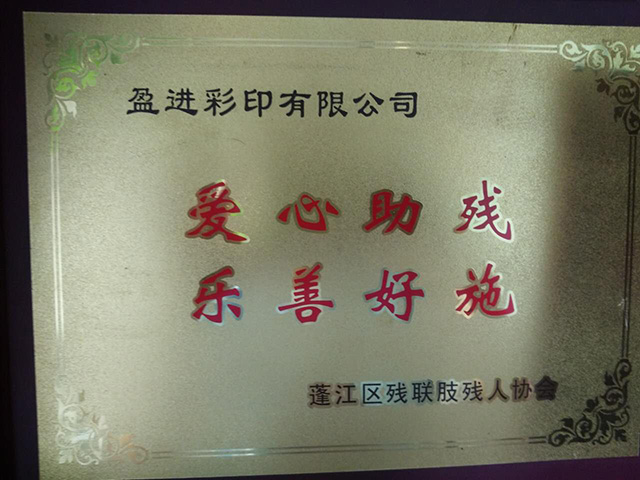 盈进彩印有限公司
爱心助残
乐善好施
蓬江区残联肢残人协会